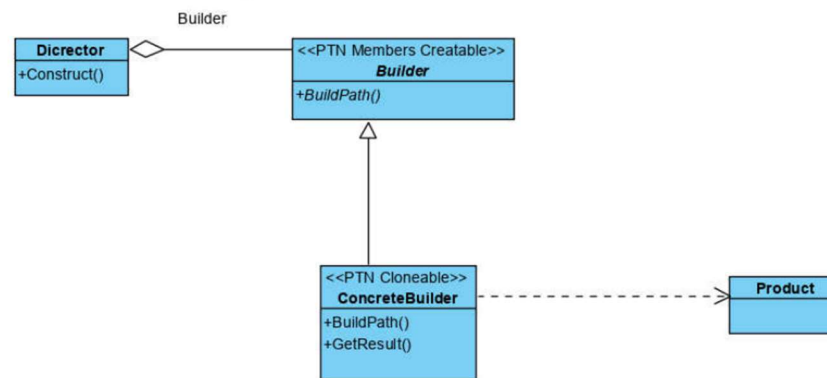 Builder
Dicrector
+Construct()
<<PTN Members Creatable>>
Builder
+BuildPath()
<<PTN Cloneable>>
ConcreteBuilder
+BuildPath()
+GetResult()
Product